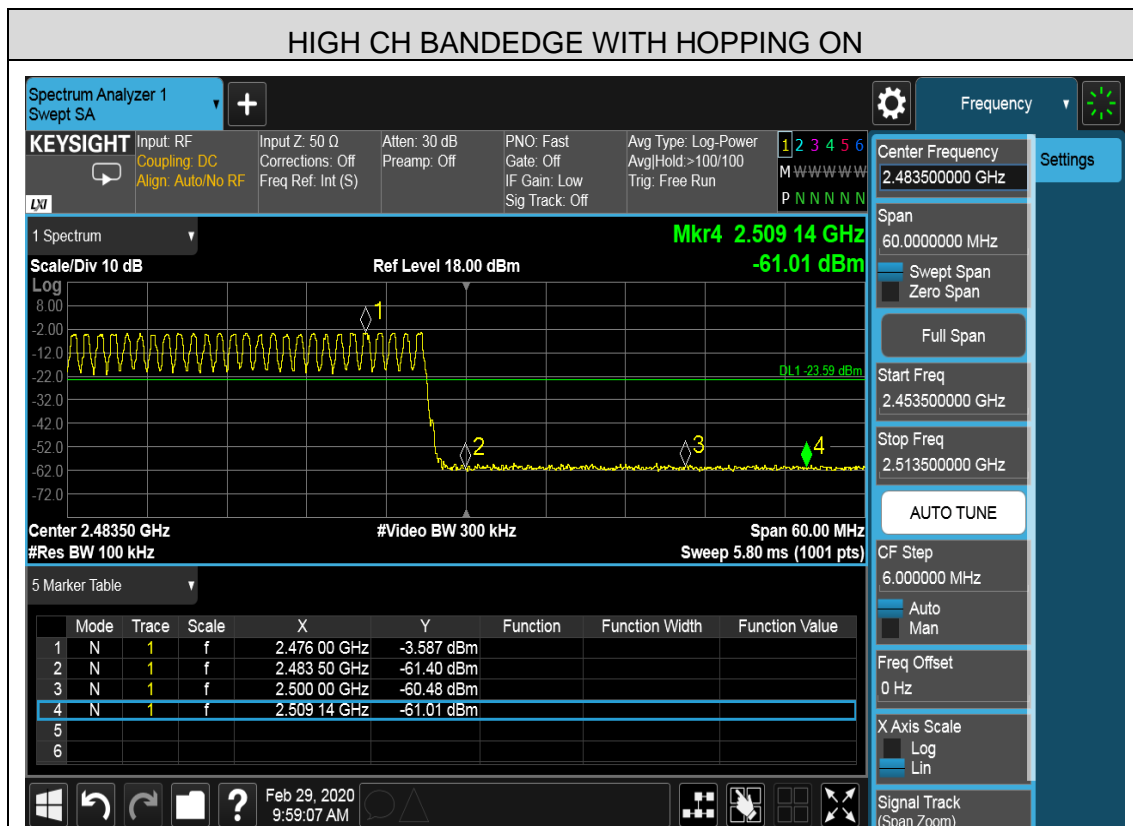 HIGH CH BANDEDGE WITH HOPPING ON
Spectrum Analyzer 1
Swept SA
Frequency
KEYSIGHT
LXI
Input: RF
Coupling: DC
Align: Auto/No RF
Input Z: 50 Ω
Corrections: Off
Freq Ref: Int (S)
Atten: 30 dB
Preamp: Off
PNO: Fast
Gate: Off
IF Gain: Low
Sig Track: Off
Avg Type: Log-Power
Avg|Hold:>100/100
Trig: Free Run
1 2 3 4 5 6
M W W W W W
P N N N N N
1 Spectrum
Mkr4 2.509 14 GHz
-61.01 dBm
Scale/Div 10 dB
Ref Level 18.00 dBm
Log
8.00
-2.00
-12.0
-22.0
-32.0
-42.0
-52.0
-62.0
-72.0
1
2
3
4
DL1 -23.59 dBm
Center 2.48350 GHz
#Video BW 300 kHz
Span 60.00 MHz
#Res BW 100 kHz
Sweep 5.80 ms (1001 pts)
5 Marker Table
Mode Trace Scale X Y Function Function Width Function Value
1 N 1 f 2.476 00 GHz -3.587 dBm
2 N 1 f 2.483 50 GHz -61.40 dBm
3 N 1 f 2.500 00 GHz -60.48 dBm
4 N 1 f 2.509 14 GHz -61.01 dBm
5
6
?
Feb 29, 2020
9:59:07 AM
Center Frequency
2.483500000 GHz
Settings
Span
60.0000000 MHz
Swept Span
Zero Span
Full Span
Start Freq
2.453500000 GHz
Stop Freq
2.513500000 GHz
AUTO TUNE
CF Step
6.000000 MHz
Auto
Man
Freq Offset
0 Hz
X Axis Scale
Log
Lin
Signal Track
(Span Zoom)